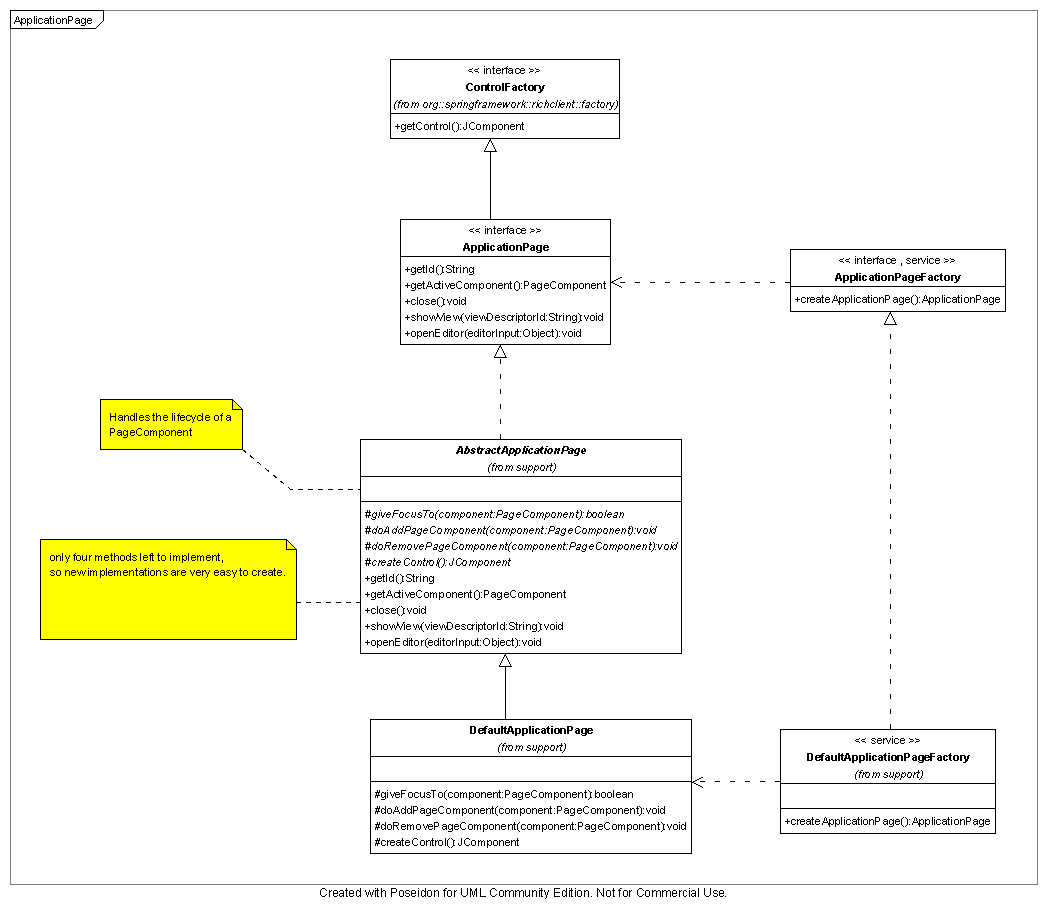 ApplicationPage
<< interface >>
ControlFactory
(from org::springframework::richclient::factory)
+getControl():JComponent
<< interface >>
ApplicationPage
+getId():String
+getActiveComponent():PageComponent
+close():void
+showView(viewDescriptorId:String):void
+openEditor(editorInput:Object):void
<< interface , service >>
ApplicationPageFactory
+createApplicationPage():ApplicationPage
Handles the lifecycle of a
PageComponent
AbstractApplicationPage
(from support)
#giveFocusTo(component:PageComponent):boolean
#doAddPageComponent(component:PageComponent):void
#doRemovePageComponent(component:PageComponent):void
#createControl():JComponent
+getId():String
+getActiveComponent():PageComponent
+close():void
+showView(viewDescriptorId:String):void
+openEditor(editorInput:Object):void
only four methods left to implement,
so new implementations are very easy to create.
DefaultApplicationPage
(from support)
#giveFocusTo(component:PageComponent):boolean
#doAddPageComponent(component:PageComponent):void
#doRemovePageComponent(component:PageComponent):void
#createControl():JComponent
<< service >>
DefaultApplicationPageFactory
(from support)
+createApplicationPage():ApplicationPage
Created with Poseidon for UML Community Edition. Not for Commercial Use.